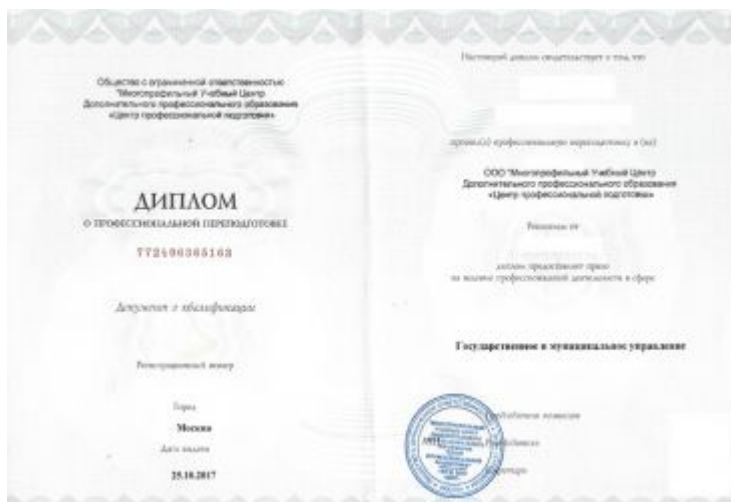 Общество с ограниченной ответственностью
"Многопрофильный Учебный Центр
Дополнительного профессионального образования
«Центр профессиональной подготовки»
ДИПЛОМ
О ПРОФЕССИОНАЛЬНОЙ ПЕРЕПОДГОТОВКЕ
Документ о квалификации
Регистрационный номер
Город
Москва
Дата выдачи
25.10.2017
Настоящий диплом свидетельствует о том, что
прошел(а) профессиональную переподготовку в (на)
ООО "Многопрофильный Учебный Центр
Дополнительного профессионального образования
«Центр профессиональной подготовки»
Решением от
диплом предоставляет право
на ведение профессиональной деятельности в сфере
Государственное и муниципальное управление
Председатель комиссии
Руководитель
Секретарь